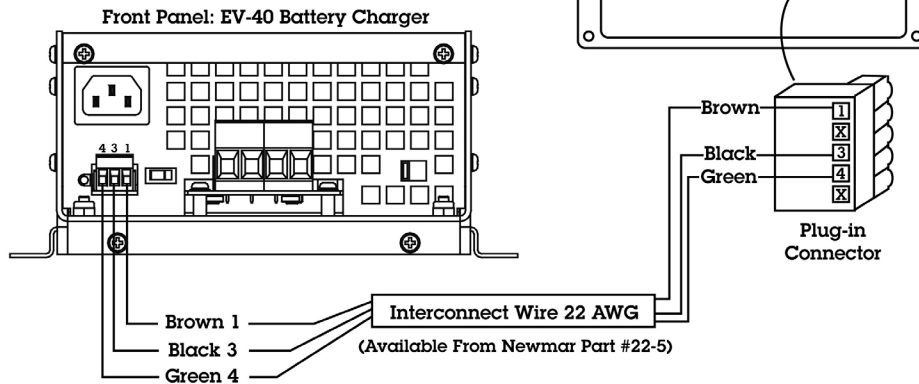 Front Panel: EV-40 Battery Charger
4 3 1
Brown
Black
Green
1
X
3
4
X
Plug-in
Connector
Interconnect Wire 22 AWG
(Available From Newmar Part #22-5)
Brown 1
Black 3
Green 4